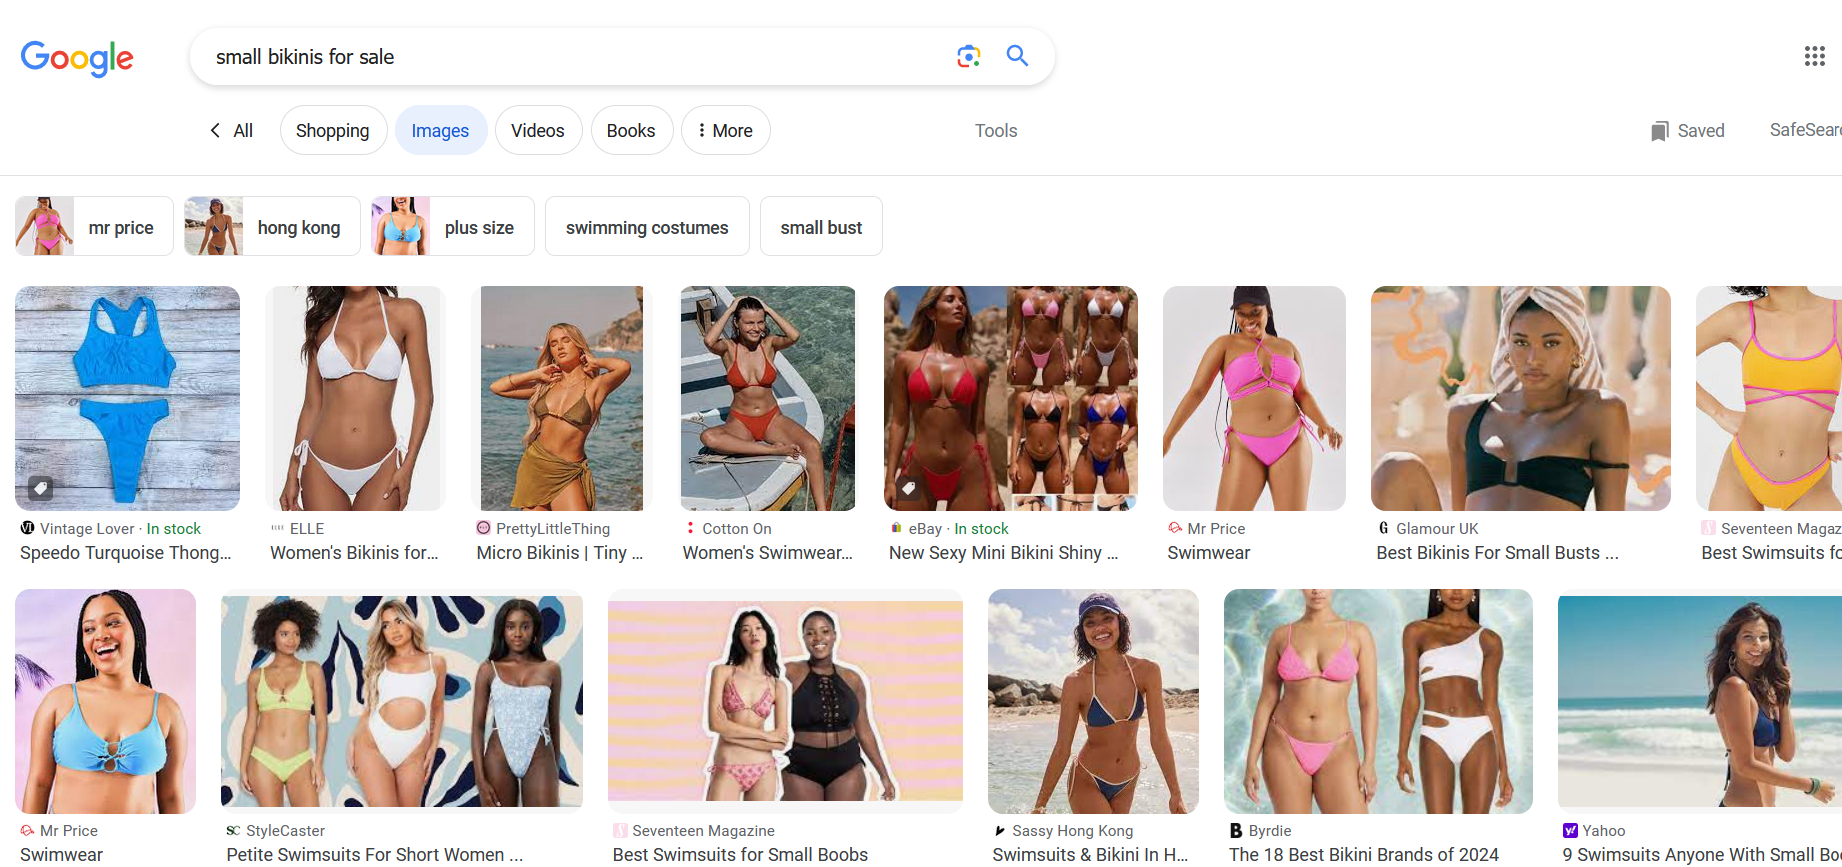 Google
small bikinis for sale
All
Shopping
Images
Videos
Books
More
Tools
Saved
SafeSear
mr price
hong kong
plus size
swimming costumes
small bust
Vintage Lover · In stock
Speedo Turquoise Thong...
ELLE
Women's Bikinis for...
PrettyLittleThing
Micro Bikinis | Tiny ...
Cotton On
Women's Swimwear...
eBay · In stock
New Sexy Mini Bikini Shiny ...
Mr Price
Swimwear
Glamour UK
Best Bikinis For Small Busts ...
Seventeen Magaz
Best Swimsuits fo
Mr Price
Swimwear
StyleCaster
Petite Swimsuits For Short Women ...
Seventeen Magazine
Best Swimsuits for Small Boobs
Sassy Hong Kong
Swimsuits & Bikini In H...
Byrdie
The 18 Best Bikini Brands of 2024
Yahoo
9 Swimsuits Anyone With Small Bo